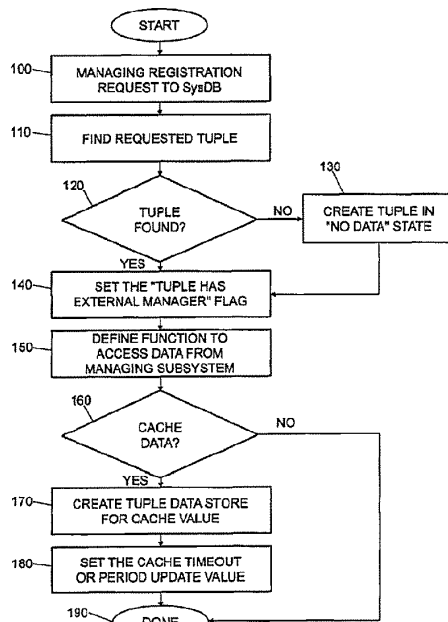 START
100
MANAGING REGISTRATION
REQUEST TO SysDB
110
FIND REQUESTED TUPLE
120
TUPLE
FOUND?
NO
130
CREATE TUPLE IN
"NO DATA" STATE
YES
140
SET THE "TUPLE HAS
EXTERNAL MANAGER" FLAG
150
DEFINE FUNCTION TO
ACCESS DATA FROM
MANAGING SUBSYSTEM
160
CACHE
DATA?
NO
YES
170
CREATE TUPLE DATA STORE
FOR CACHE VALUE
180
SET THE CACHE TIMEOUT
OR PERIOD UPDATE VALUE
190
DONE